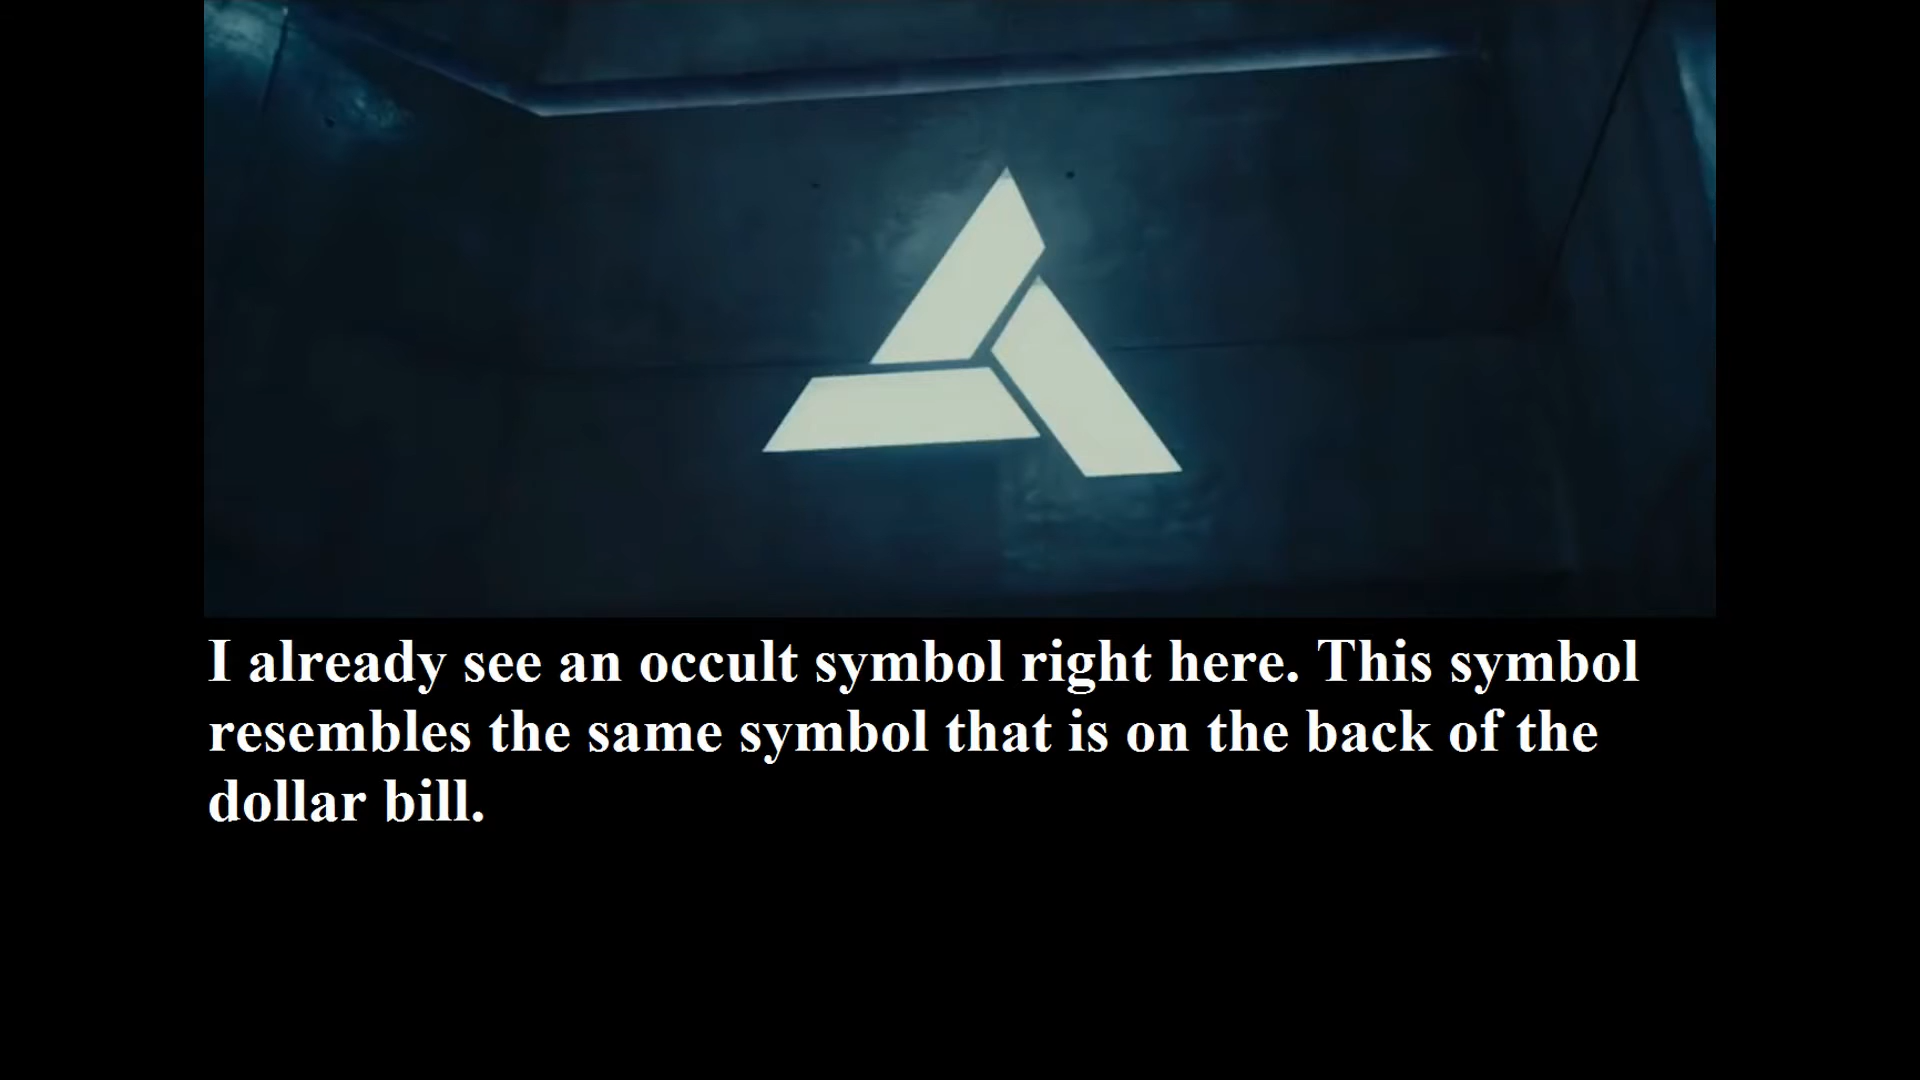 I already see an occult symbol right here. This symbol
resembles the same symbol that is on the back of the
dollar bill.